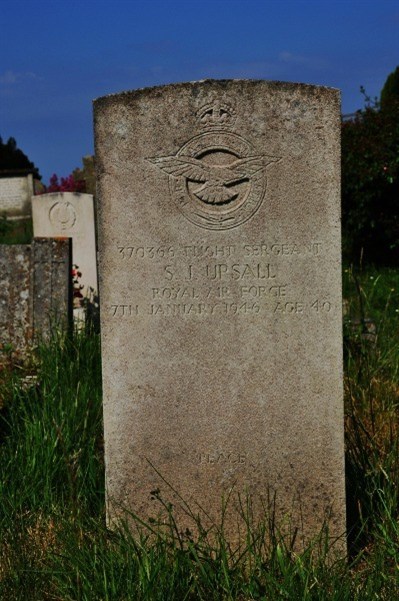 370366 FLIGHT SERGEANT
S. I. UPSALL
ROYAL AIR FORCE
7TH JANUARY 1946 AGE 40
PEACE